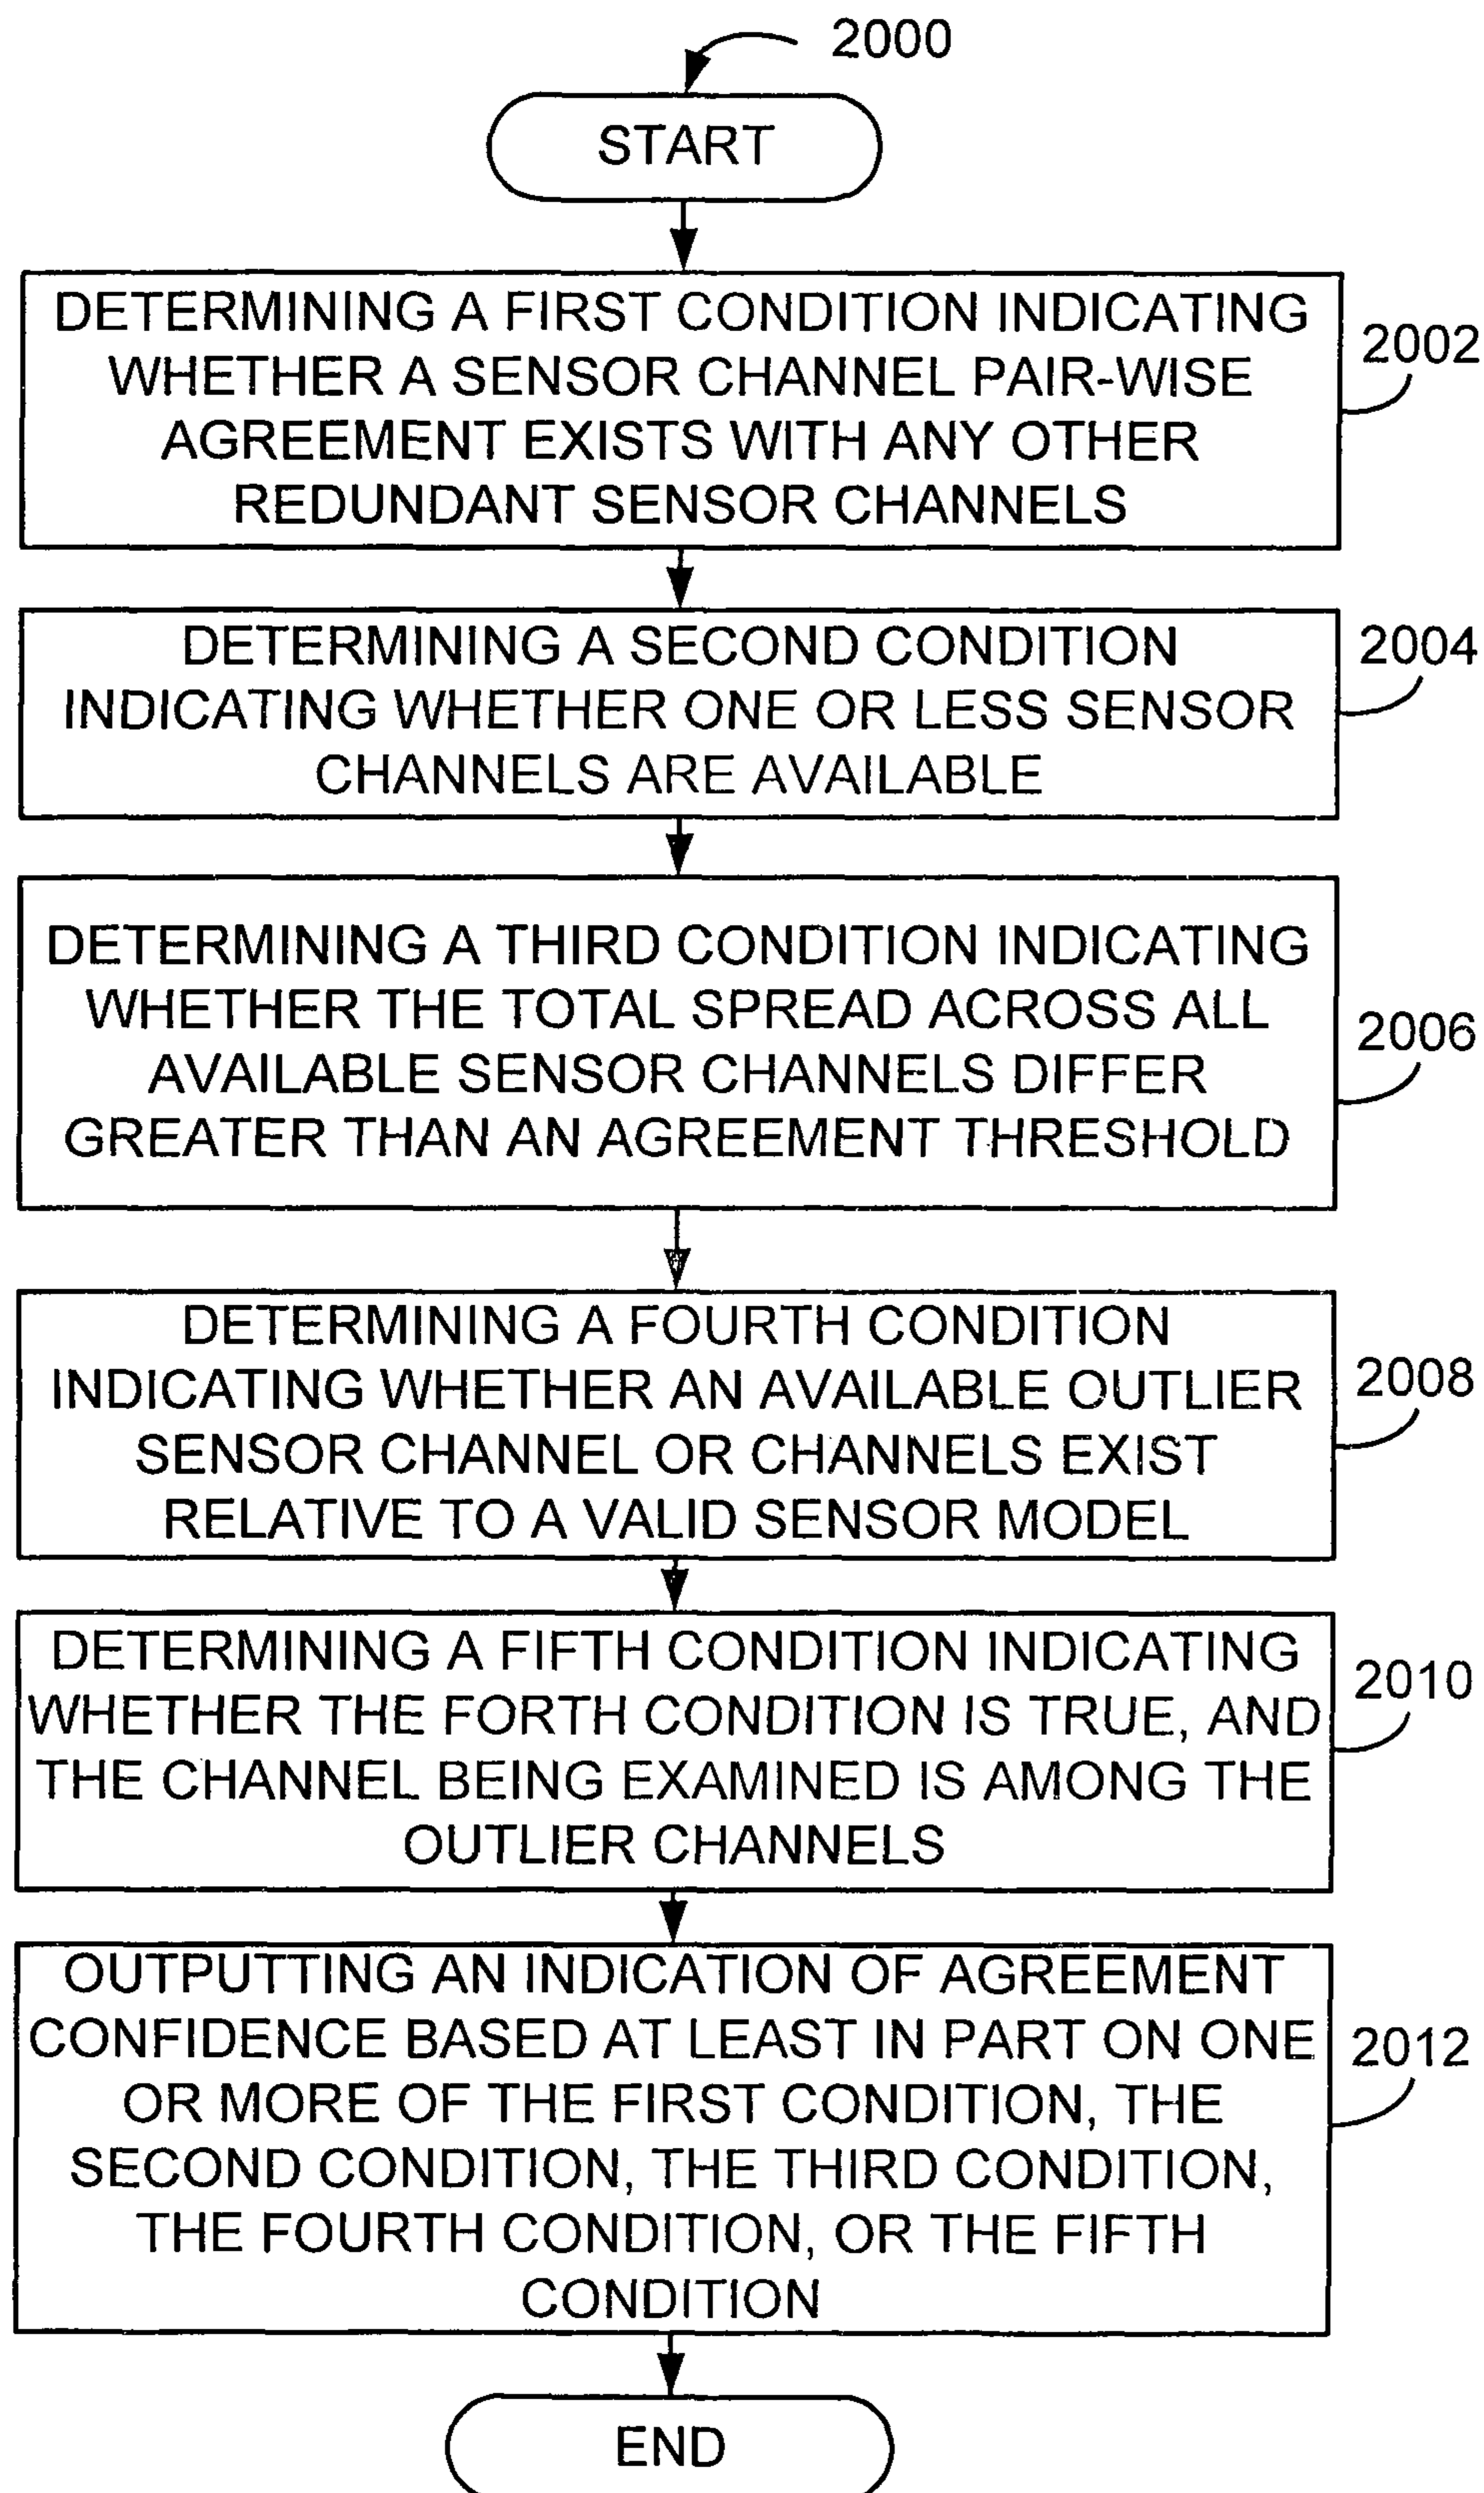 2000
START
DETERMINING A FIRST CONDITION INDICATING
WHETHER A SENSOR CHANNEL PAIR-WISE
AGREEMENT EXISTS WITH ANY OTHER
REDUNDANT SENSOR CHANNELS
2002
DETERMINING A SECOND CONDITION
INDICATING WHETHER ONE OR LESS SENSOR
CHANNELS ARE AVAILABLE
2004
DETERMINING A THIRD CONDITION INDICATING
WHETHER THE TOTAL SPREAD ACROSS ALL
AVAILABLE SENSOR CHANNELS DIFFER
GREATER THAN AN AGREEMENT THRESHOLD
2006
DETERMINING A FOURTH CONDITION
INDICATING WHETHER AN AVAILABLE OUTLIER
SENSOR CHANNEL OR CHANNELS EXIST
RELATIVE TO A VALID SENSOR MODEL
2008
DETERMINING A FIFTH CONDITION INDICATING
WHETHER THE FORTH CONDITION IS TRUE, AND
THE CHANNEL BEING EXAMINED IS AMONG THE
OUTLIER CHANNELS
2010
OUTPUTTING AN INDICATION OF AGREEMENT
CONFIDENCE BASED AT LEAST IN PART ON ONE
OR MORE OF THE FIRST CONDITION, THE
SECOND CONDITION, THE THIRD CONDITION,
THE FOURTH CONDITION, OR THE FIFTH
CONDITION
2012
END